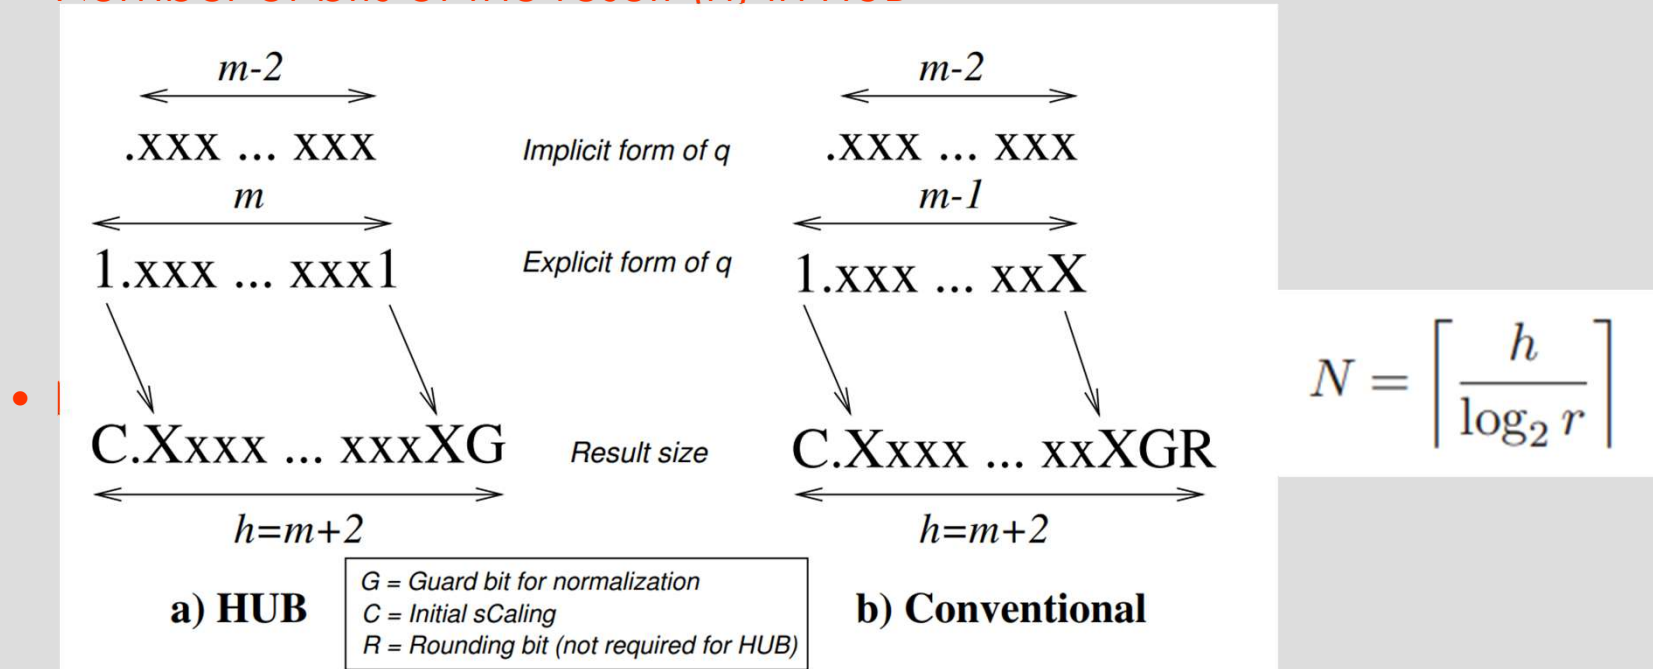 m-2 m-2
.xxx ... xxx Implicit form of q .xxx ... xxx
m m-1
1.xxx ... xxx1 Explicit form of q 1.xxx ... xxX
N = ⌈ h / log₂ r ⌉
C.Xxxx ... xxxXG Result size C.Xxxx ... xxXGR
h=m+2 h=m+2
G = Guard bit for normalization
a) HUB C = Initial sCaling b) Conventional
R = Rounding bit (not required for HUB)